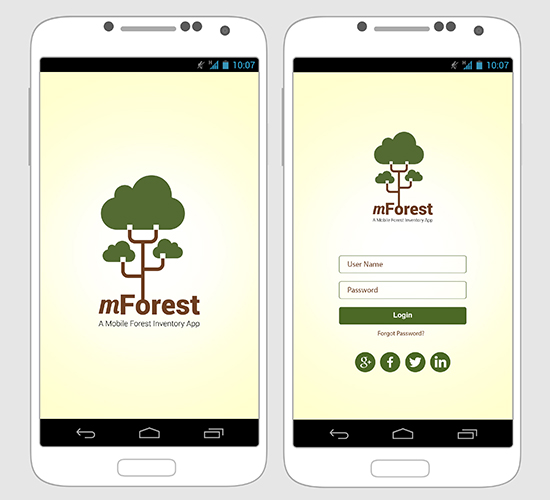 10:07
mForest
A Mobile Forest Inventory App
10:07
mForest
A Mobile Forest Inventory App
User Name
Password
Login
Forgot Password?
g+ f in